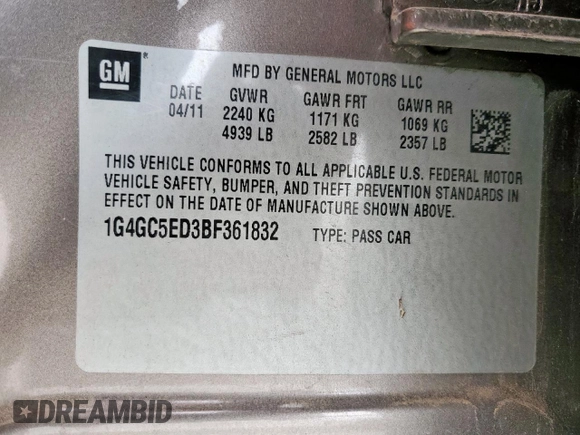 GM
MFD BY GENERAL MOTORS LLC
DATE GVWR GAWR FRT GAWR RR
04/11 2240 KG 1171 KG 1069 KG
4939 LB 2582 LB 2357 LB
THIS VEHICLE CONFORMS TO ALL APPLICABLE U.S. FEDERAL MOTOR
VEHICLE SAFETY, BUMPER, AND THEFT PREVENTION STANDARDS IN
EFFECT ON THE DATE OF MANUFACTURE SHOWN ABOVE.
1G4GC5ED3BF361832 TYPE: PASS CAR
DREAMBID